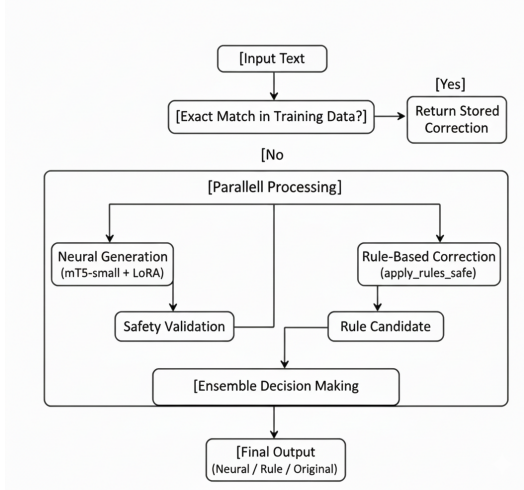 [Input Text
[Yes]
[Exact Match in Training Data?]
Return Stored
Correction
[No
[Parallell Processing]
Neural Generation
(mT5-small + LoRA)
Rule-Based Correction
(apply_rules_safe)
Safety Validation
Rule Candidate
[Ensemble Decision Making
[Final Output
(Neural / Rule / Original)